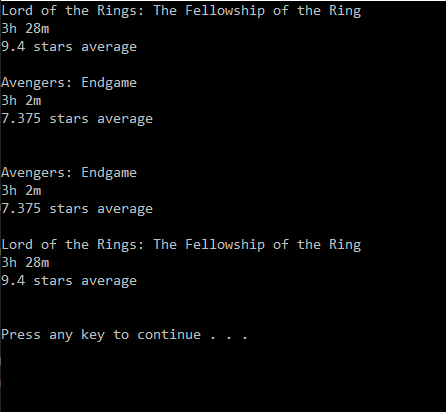 Lord of the Rings: The Fellowship of the Ring
3h 28m
9.4 stars average
Avengers: Endgame
3h 2m
7.375 stars average
Avengers: Endgame
3h 2m
7.375 stars average
Lord of the Rings: The Fellowship of the Ring
3h 28m
9.4 stars average
Press any key to continue . . .